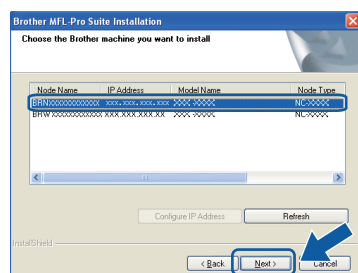 Brother MFL-Pro Suite Installation
Choose the Brother machine you want to install
Node Name IP Address Model Name Node Type
BRNXXXXXXXXXXXX xxx.xxx.xxx.xxx XXX-XXXX NC-XXXX
BRWXXXXXXXXXXXX XXX.XXX.XXX.XX XXX-XXXX NC-XXXX
Configure IP Address Refresh
InstallShield
< Back Next > Cancel